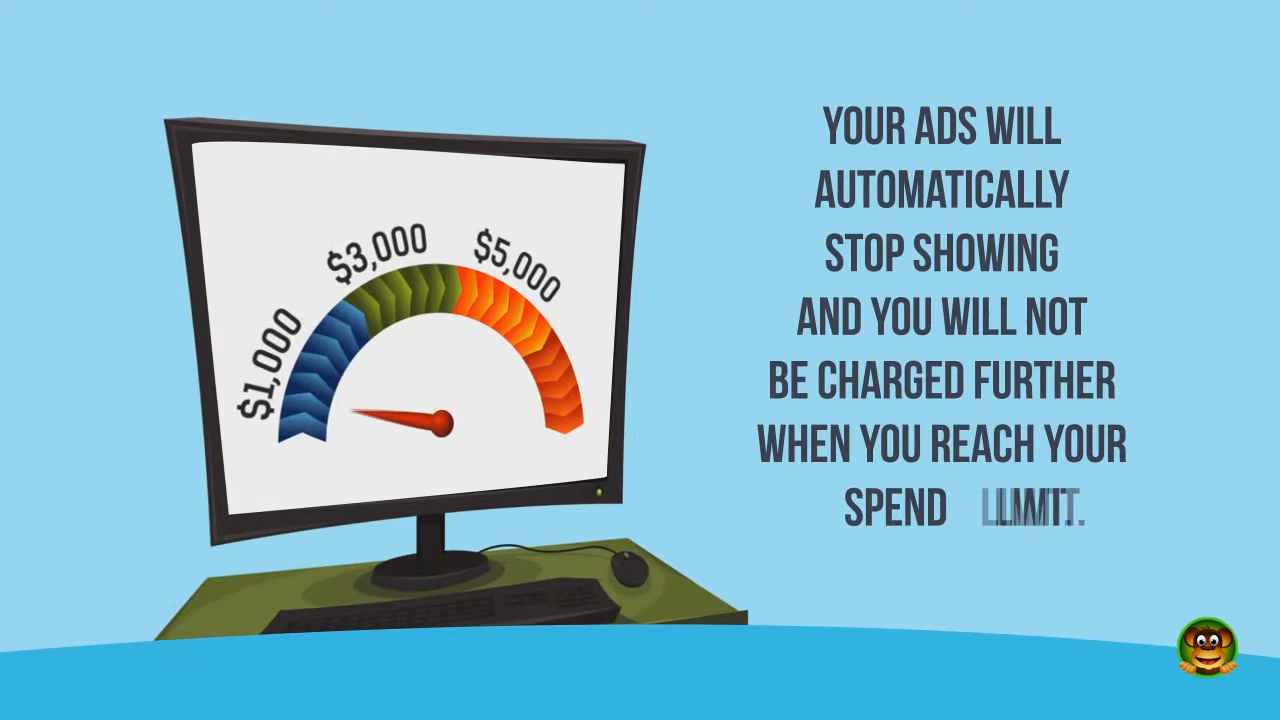 $1,000
$3,000
$5,000
YOUR ADS WILL
AUTOMATICALLY
STOP SHOWING
AND YOU WILL NOT
BE CHARGED FURTHER
WHEN YOU REACH YOUR
SPEND LIMIT.